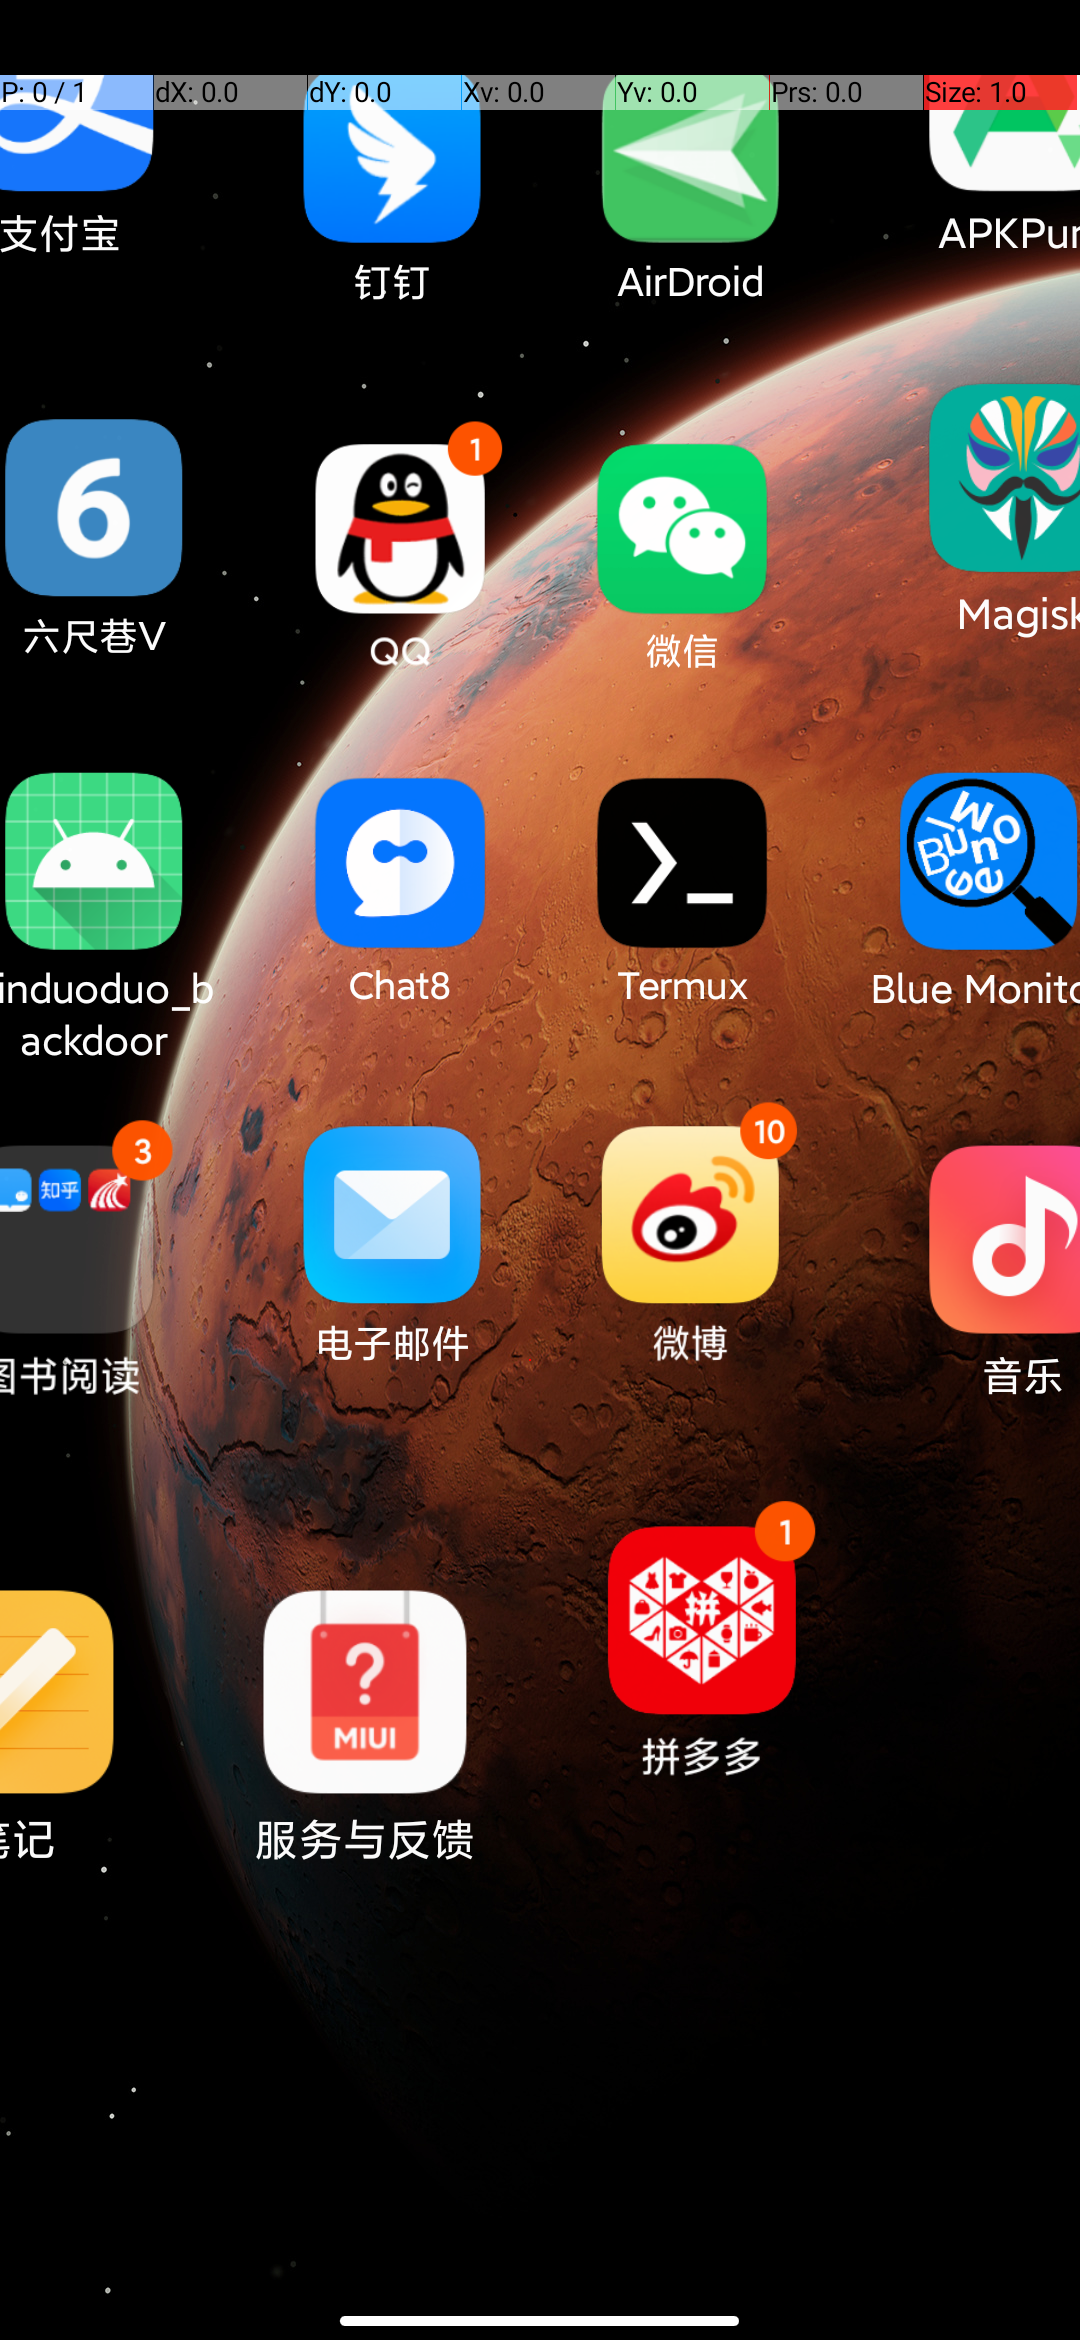 P: 0 / 1 dX: 0.0 dY: 0.0 Xv: 0.0 Yv: 0.0 Prs: 0.0 Size: 1.0
支付宝
钉钉
AirDroid
APKPur
1
六尺巷V
QQ
微信
Magisk
induoduo_b
ackdoor
Chat8
Termux
Blue Monito
3
知乎
图书阅读
电子邮件
10
微博
音乐
笔记
MIUI
服务与反馈
1
拼
拼多多